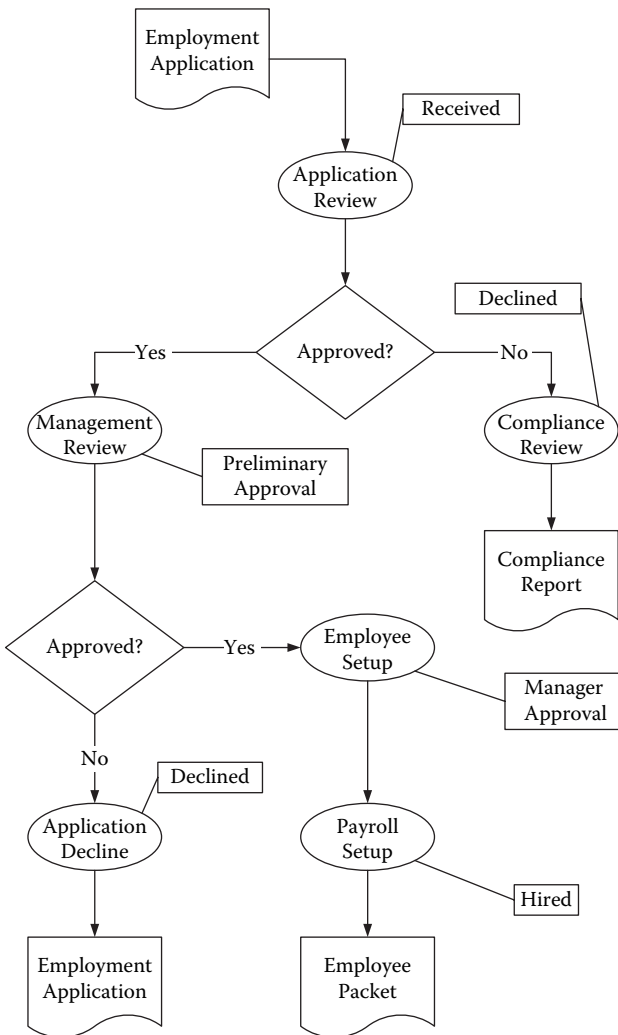 Employment
Application
Received
Application
Review
Declined
Approved?
Yes
No
Management
Review
Compliance
Review
Preliminary
Approval
Compliance
Report
Approved?
Yes
Employee
Setup
Manager
Approval
No
Declined
Application
Decline
Payroll
Setup
Hired
Employment
Application
Employee
Packet